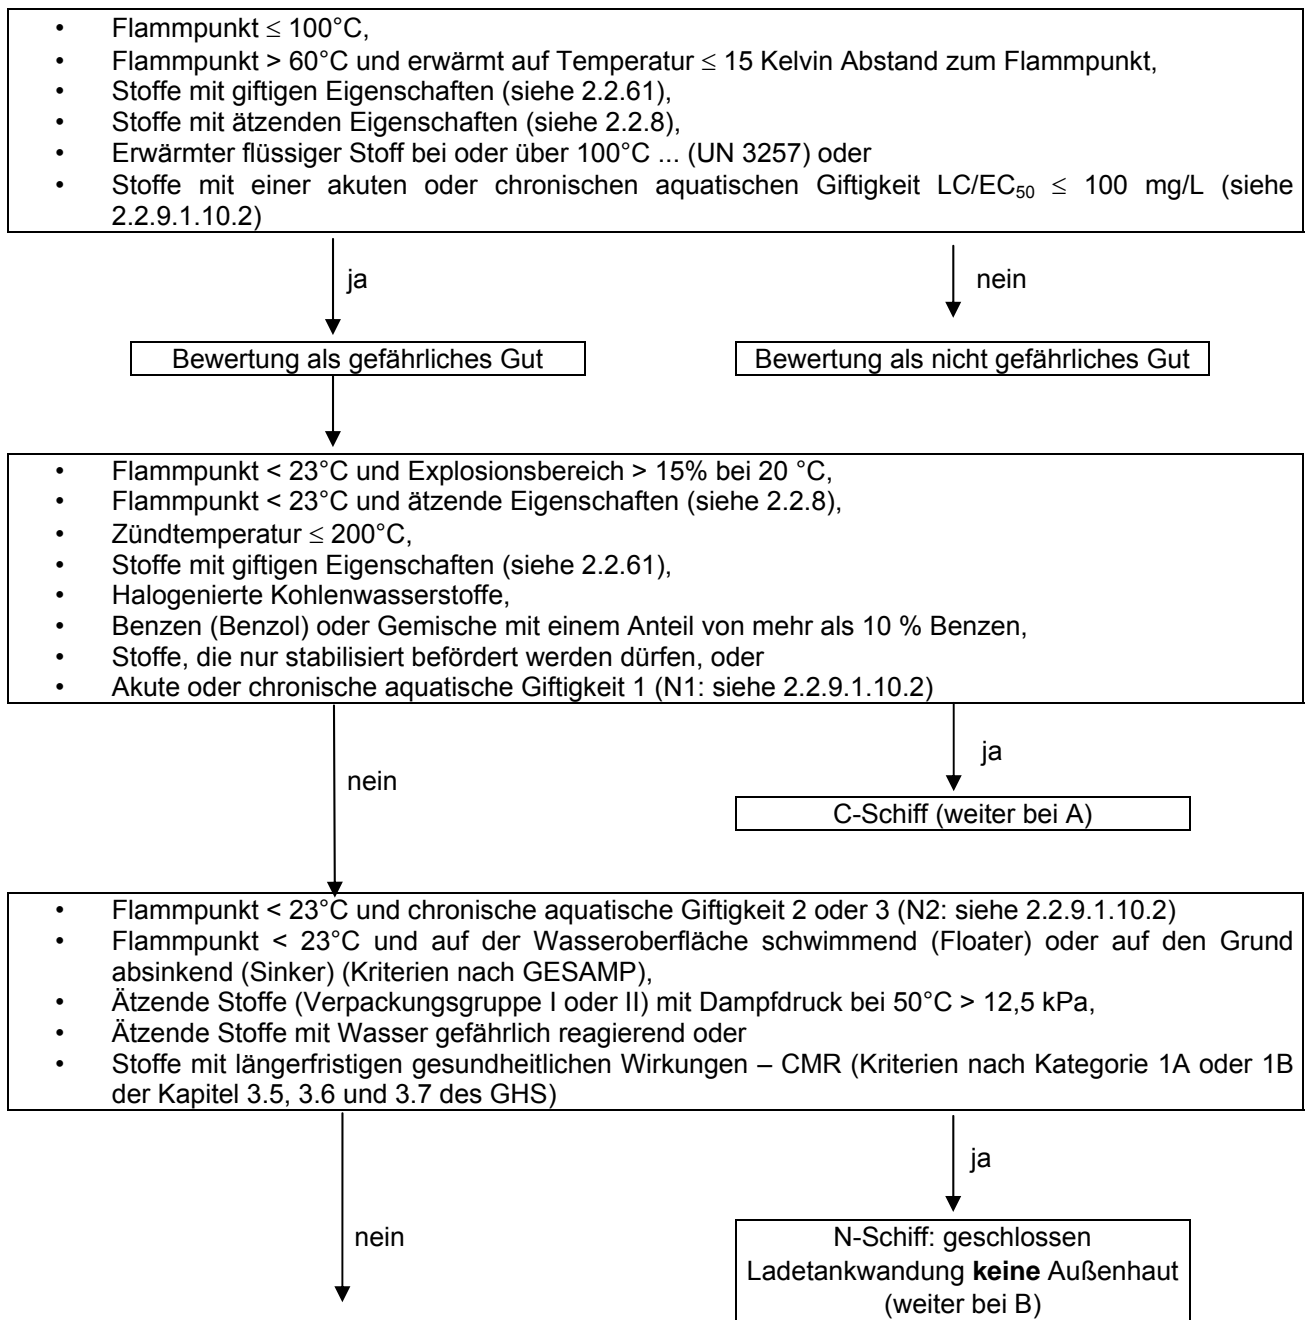 • Flammpunkt ≤ 100°C,
• Flammpunkt > 60°C und erwärmt auf Temperatur ≤ 15 Kelvin Abstand zum Flammpunkt,
• Stoffe mit giftigen Eigenschaften (siehe 2.2.61),
• Stoffe mit ätzenden Eigenschaften (siehe 2.2.8),
• Erwärmter flüssiger Stoff bei oder über 100°C ... (UN 3257) oder
• Stoffe mit einer akuten oder chronischen aquatischen Giftigkeit LC/EC₅₀ ≤ 100 mg/L (siehe
2.2.9.1.10.2)
ja
nein
Bewertung als gefährliches Gut
Bewertung als nicht gefährliches Gut
• Flammpunkt < 23°C und Explosionsbereich > 15% bei 20 °C,
• Flammpunkt < 23°C und ätzende Eigenschaften (siehe 2.2.8),
• Zündtemperatur ≤ 200°C,
• Stoffe mit giftigen Eigenschaften (siehe 2.2.61),
• Halogenierte Kohlenwasserstoffe,
• Benzen (Benzol) oder Gemische mit einem Anteil von mehr als 10 % Benzen,
• Stoffe, die nur stabilisiert befördert werden dürfen, oder
• Akute oder chronische aquatische Giftigkeit 1 (N1: siehe 2.2.9.1.10.2)
ja
nein
C-Schiff (weiter bei A)
• Flammpunkt < 23°C und chronische aquatische Giftigkeit 2 oder 3 (N2: siehe 2.2.9.1.10.2)
• Flammpunkt < 23°C und auf der Wasseroberfläche schwimmend (Floater) oder auf den Grund
absinkend (Sinker) (Kriterien nach GESAMP),
• Ätzende Stoffe (Verpackungsgruppe I oder II) mit Dampfdruck bei 50°C > 12,5 kPa,
• Ätzende Stoffe mit Wasser gefährlich reagierend oder
• Stoffe mit längerfristigen gesundheitlichen Wirkungen – CMR (Kriterien nach Kategorie 1A oder 1B
der Kapitel 3.5, 3.6 und 3.7 des GHS)
ja
nein
N-Schiff: geschlossen
Ladetankwandung keine Außenhaut
(weiter bei B)